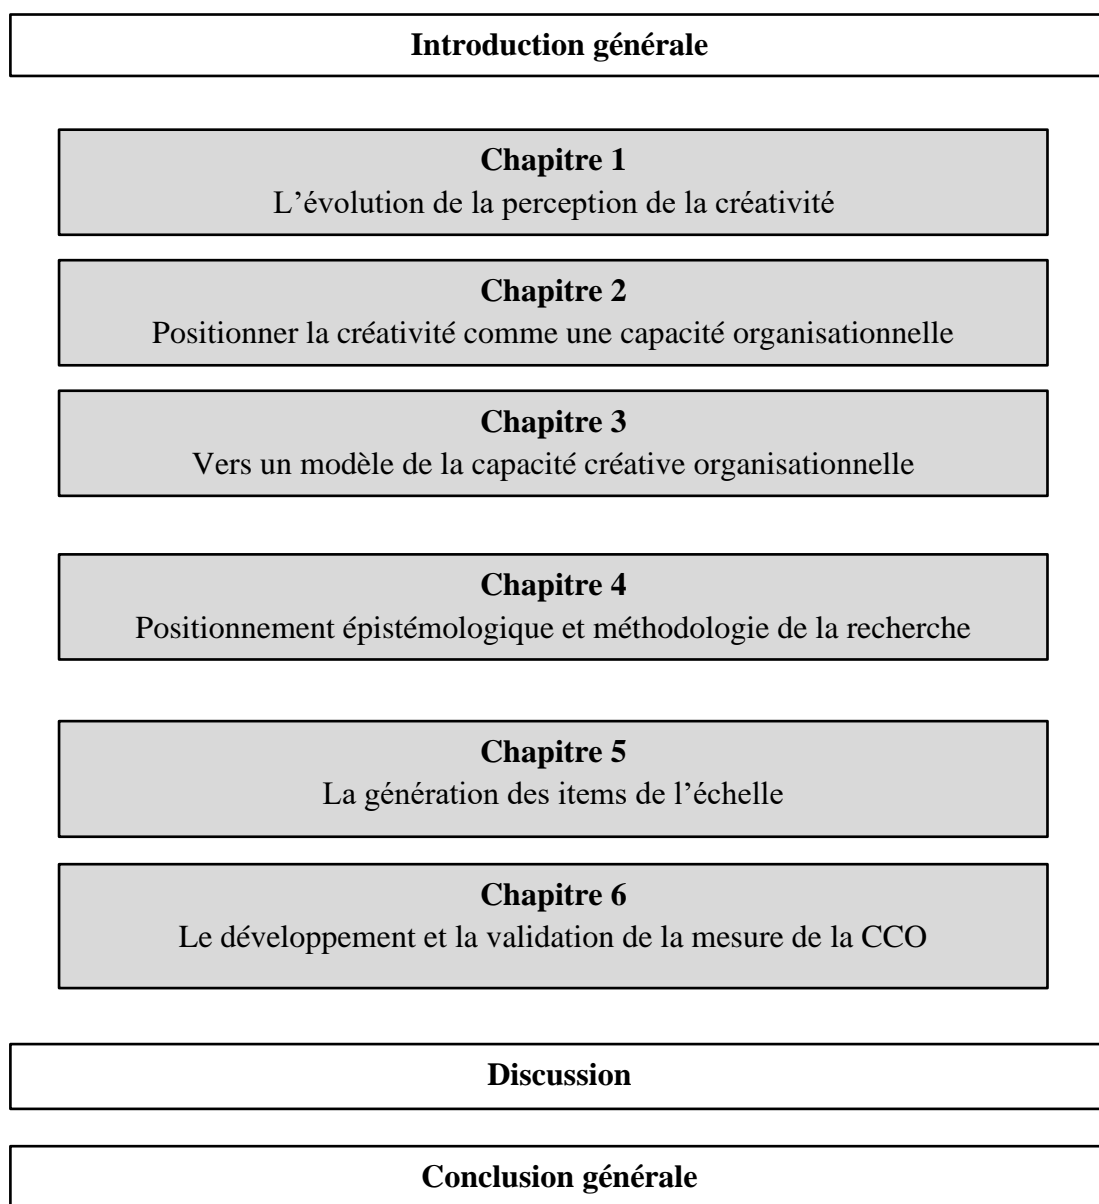 Introduction générale
Chapitre 1
L’évolution de la perception de la créativité
Chapitre 2
Positionner la créativité comme une capacité organisationnelle
Chapitre 3
Vers un modèle de la capacité créative organisationnelle
Chapitre 4
Positionnement épistémologique et méthodologie de la recherche
Chapitre 5
La génération des items de l’échelle
Chapitre 6
Le développement et la validation de la mesure de la CCO
Discussion
Conclusion générale